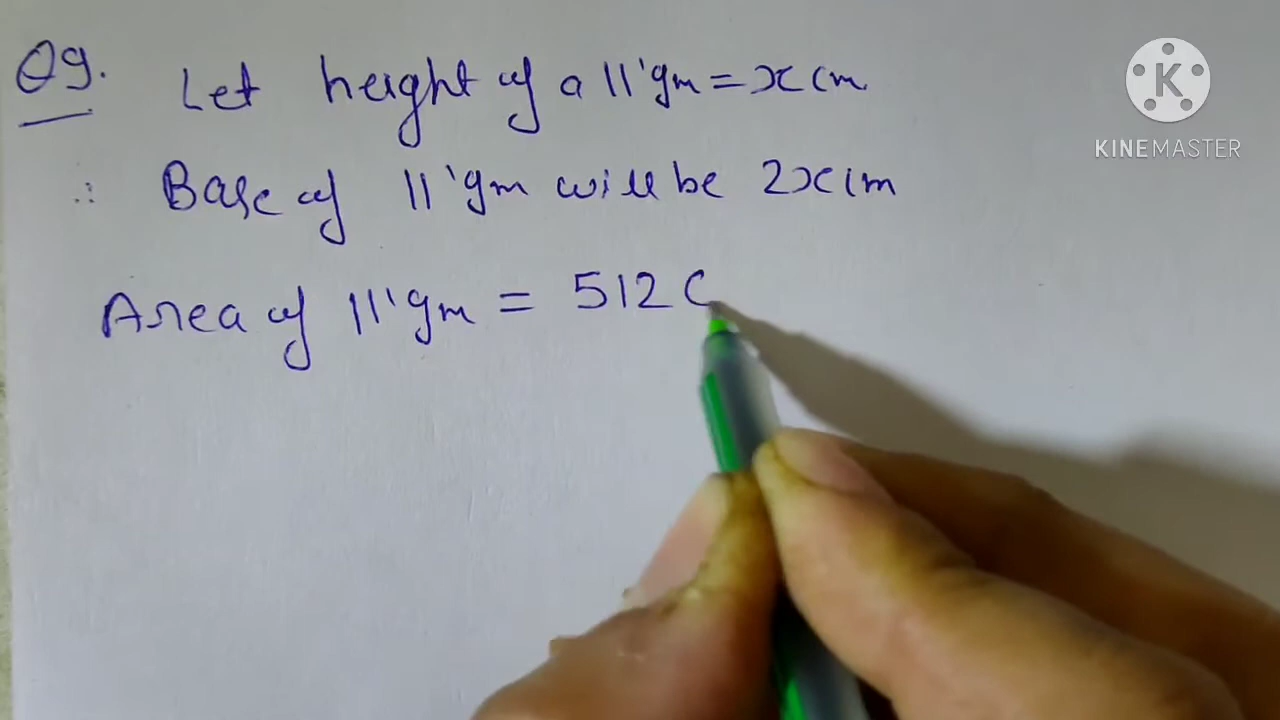 Q9. Let height of a ||'gm = x cm
K
KINEMASTER
∴ Base of ||'gm will be 2x cm
Area of ||'gm = 512 C